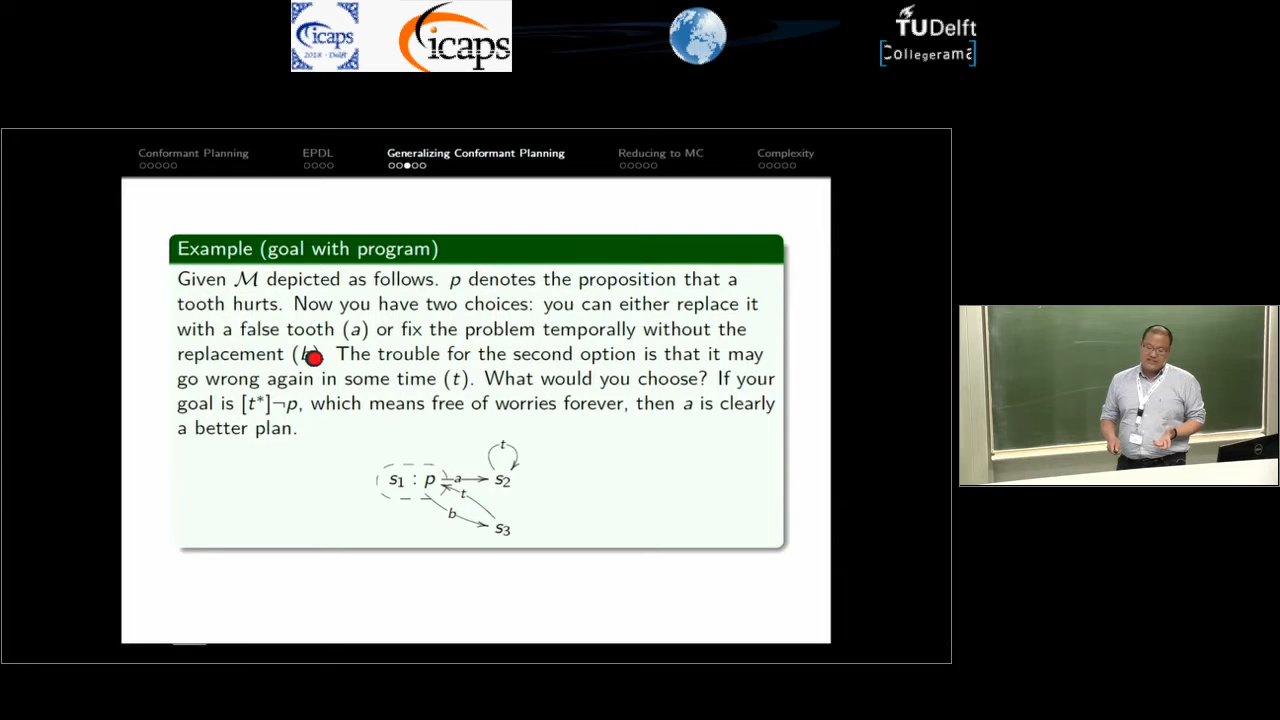 icaps
2018 - Delft
icaps
TUDelft
Collegerama
Conformant Planning
EPDL
Generalizing Conformant Planning
Reducing to MC
Complexity
Example (goal with program)
Given M depicted as follows. p denotes the proposition that a
tooth hurts. Now you have two choices: you can either replace it
with a false tooth (a) or fix the problem temporally without the
replacement (b). The trouble for the second option is that it may
go wrong again in some time (t). What would you choose? If your
goal is [t*]¬p, which means free of worries forever, then a is clearly
a better plan.
t
s₁ : p
a
s₂
t
b
s₃